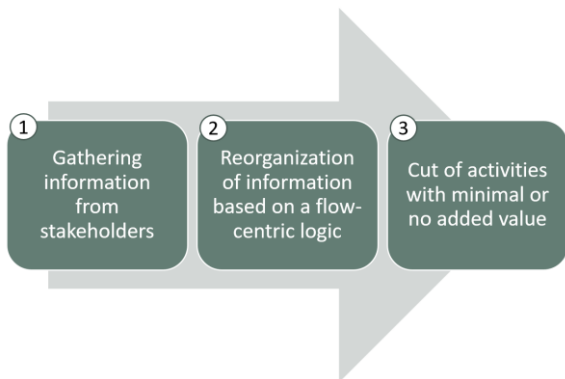 1
Gathering
information
from
stakeholders
2
Reorganization
of information
based on a flow-
centric logic
3
Cut of activities
with minimal or
no added value